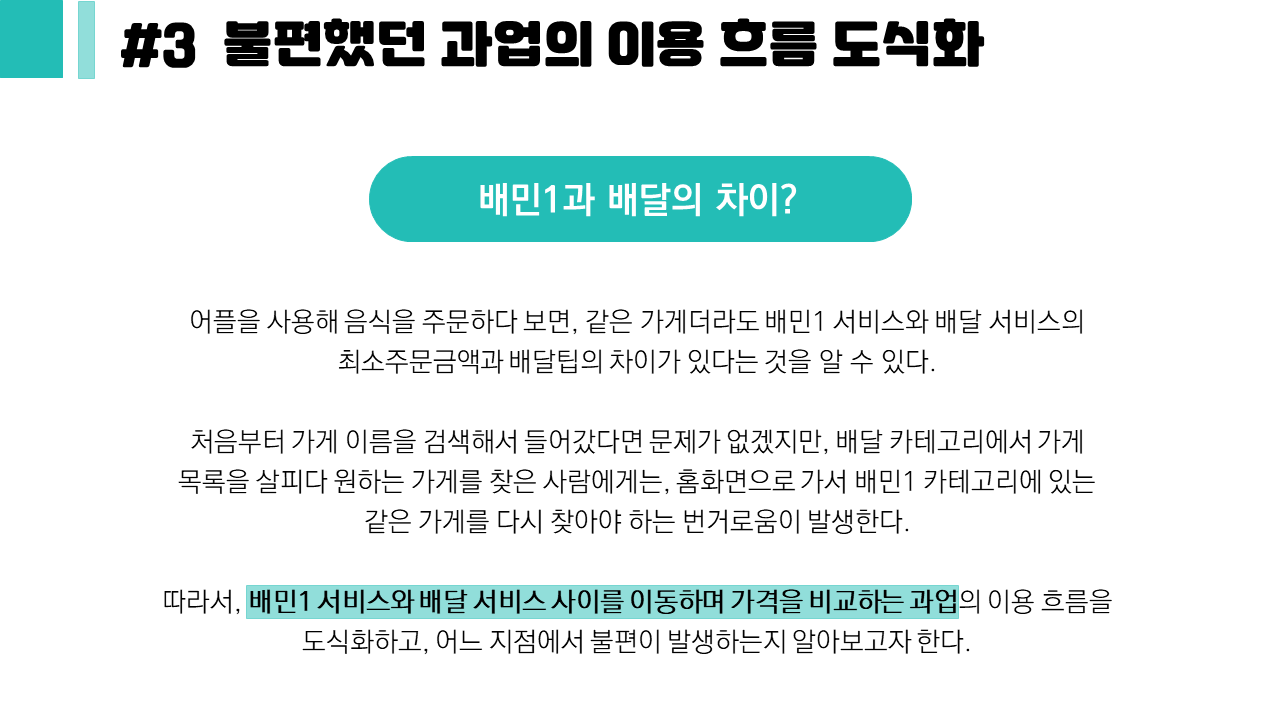 #3 불편했던 과업의 이용 흐름 도식화
배민1과 배달의 차이?
어플을 사용해 음식을 주문하다 보면, 같은 가게더라도 배민1 서비스와 배달 서비스의
최소주문금액과 배달팁의 차이가 있다는 것을 알 수 있다.
처음부터 가게 이름을 검색해서 들어갔다면 문제가 없겠지만, 배달 카테고리에서 가게
목록을 살피다 원하는 가게를 찾은 사람에게는, 홈화면으로 가서 배민1 카테고리에 있는
같은 가게를 다시 찾아야 하는 번거로움이 발생한다.
따라서, 배민1 서비스와 배달 서비스 사이를 이동하며 가격을 비교하는 과업의 이용 흐름을
도식화하고, 어느 지점에서 불편이 발생하는지 알아보고자 한다.